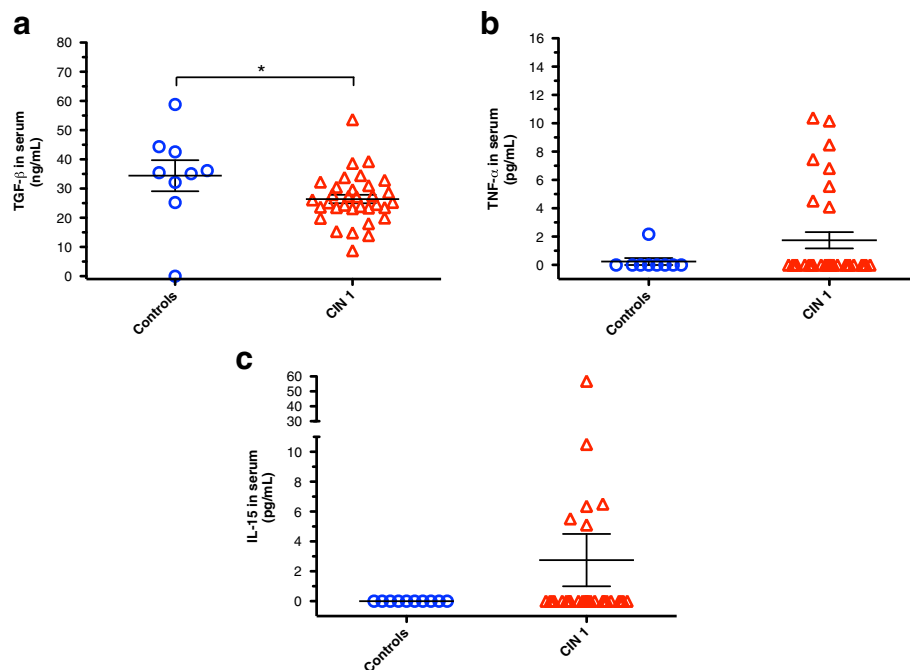 a
b
80
70
60
50
40
30
20
10
0
TGF-β in serum
(ng/mL)
*
Controls
CIN 1
16
14
12
10
8
6
4
2
0
TNF-α in serum
(pg/mL)
Controls
CIN 1
c
60
50
40
30
10
8
6
4
2
0
IL-15 in serum
(pg/mL)
Controls
CIN 1